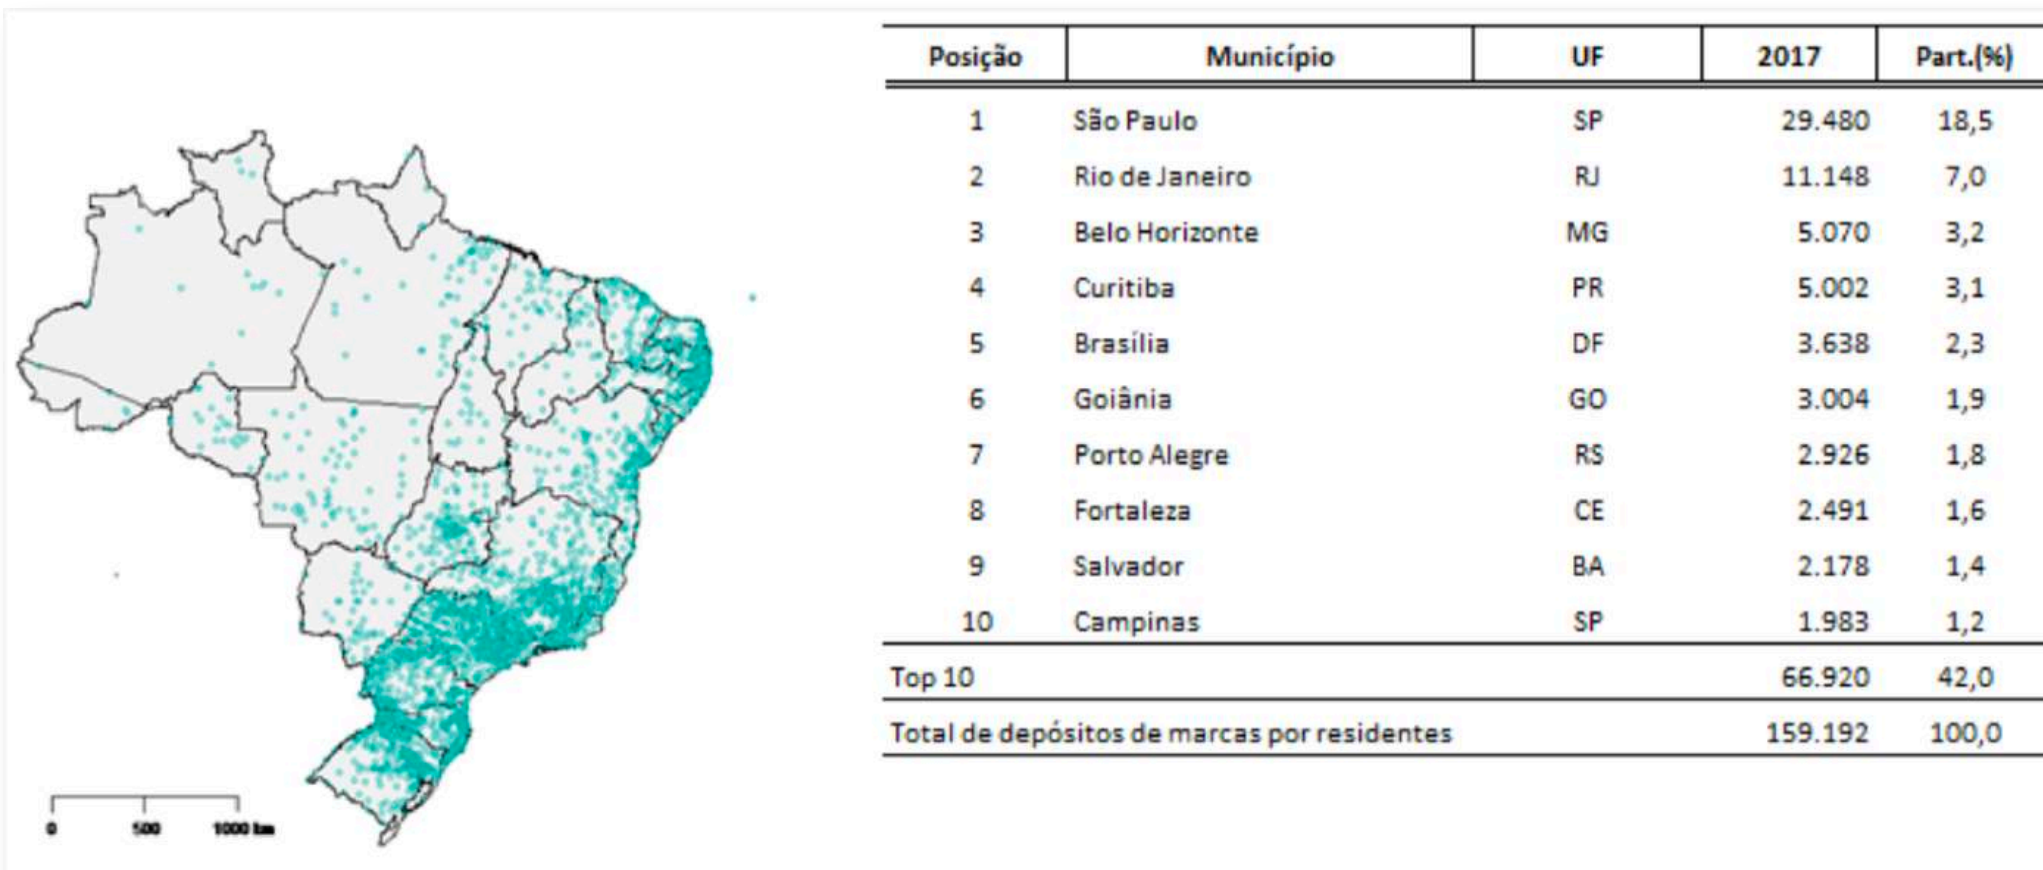 Posição Município UF 2017 Part.(%)
1 São Paulo SP 29.480 18,5
2 Rio de Janeiro RJ 11.148 7,0
3 Belo Horizonte MG 5.070 3,2
4 Curitiba PR 5.002 3,1
5 Brasília DF 3.638 2,3
6 Goiânia GO 3.004 1,9
7 Porto Alegre RS 2.926 1,8
8 Fortaleza CE 2.491 1,6
9 Salvador BA 2.178 1,4
10 Campinas SP 1.983 1,2
Top 10 66.920 42,0
Total de depósitos de marcas por residentes 159.192 100,0
0 500 1000 km